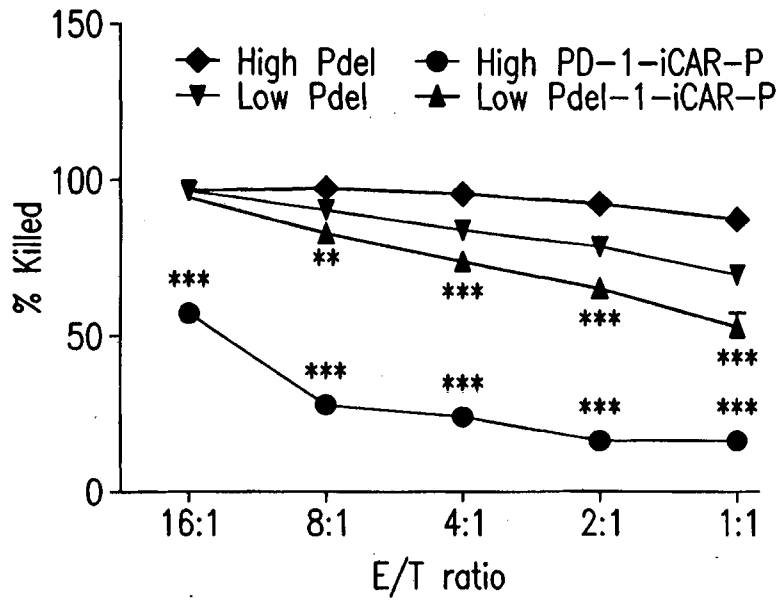 150
High Pdel High PD-1-iCAR-P
Low Pdel Low Pdel-1-iCAR-P
100
% Killed
**
***
***
***
***
50
***
***
***
***
***
0
16:1 8:1 4:1 2:1 1:1
E/T ratio